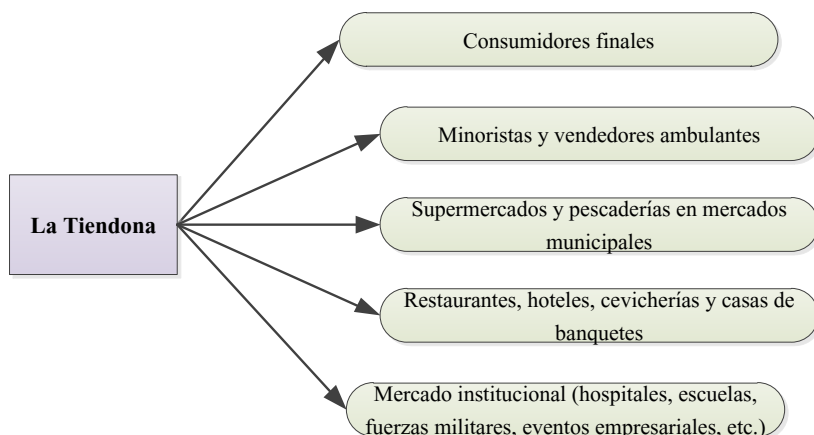 Consumidores finales
Minoristas y vendedores ambulantes
La Tiendona
Supermercados y pescaderías en mercados
municipales
Restaurantes, hoteles, cevicherías y casas de
banquetes
Mercado institucional (hospitales, escuelas,
fuerzas militares, eventos empresariales, etc.)